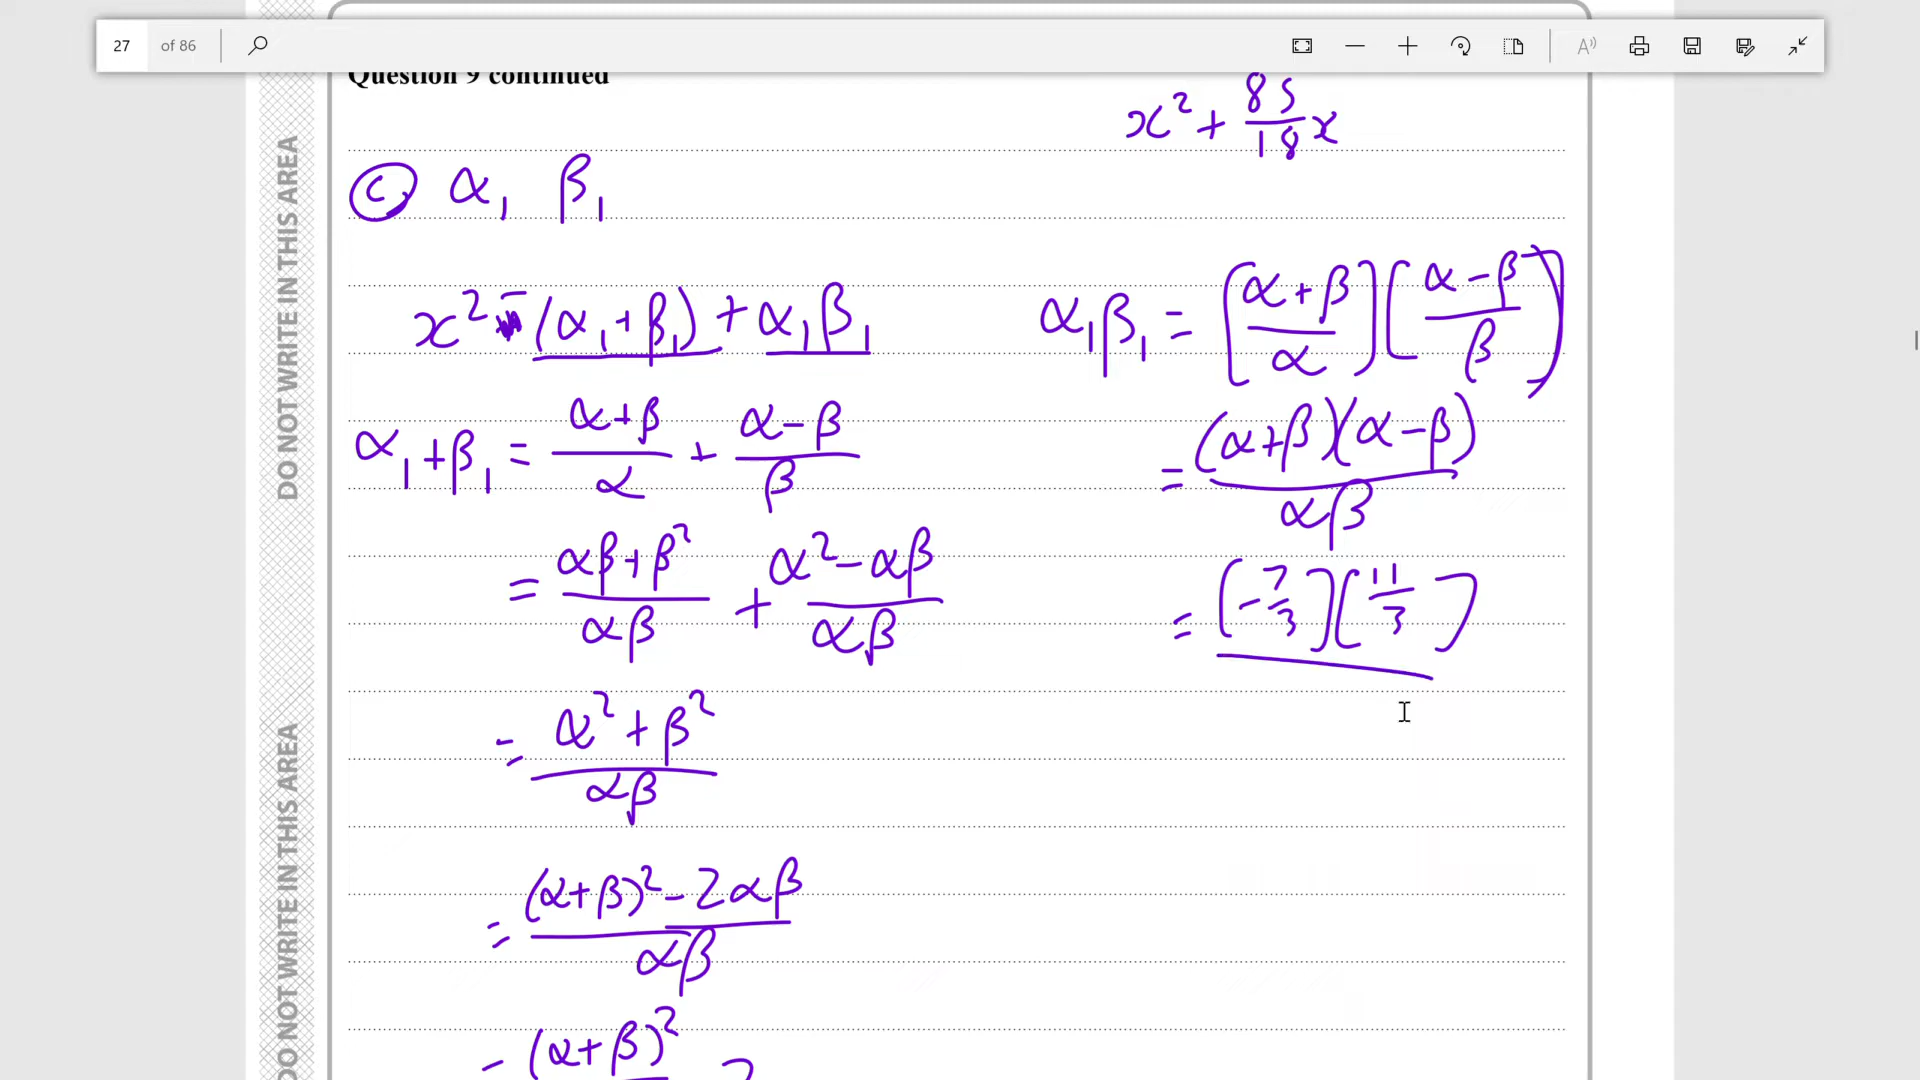 27 of 86
Question 9 continued
x² + 85/18 x
(c) α₁ β₁
x² - (α₁+β₁) + α₁β₁
α₁+β₁ = (α+β)/α + (α-β)/β
= (αβ+β²)/(αβ) + (α²-αβ)/(αβ)
= (α²+β²)/(αβ)
= ((α+β)²-2αβ)/(αβ)
= (α+β)²
α₁β₁ = [(α+β)/α][(α-β)/β]
= (α+β)(α-β)/(αβ)
= (-7/3)(11/3)
DO NOT WRITE IN THIS AREA
DO NOT WRITE IN THIS AREA